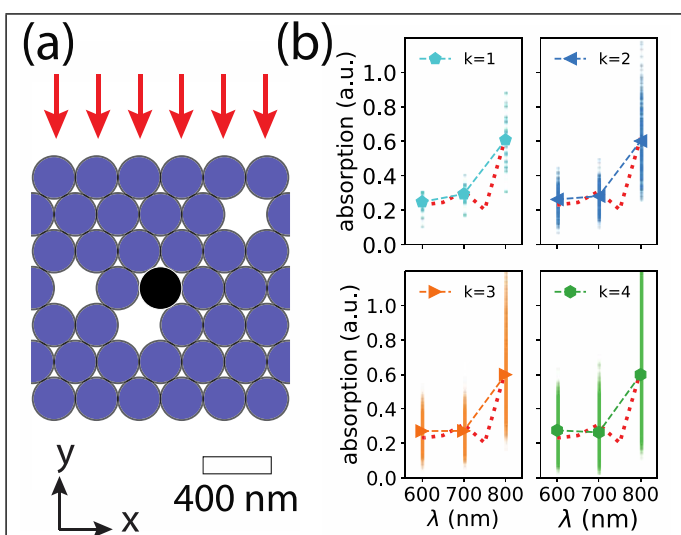 (a)
y
x
400 nm
(b)
absorption (a.u.)
1.0
0.8
0.6
0.4
0.2
0.0
k=1
k=2
absorption (a.u.)
1.0
0.8
0.6
0.4
0.2
0.0
k=3
k=4
600 700 800
600 700 800
λ (nm)
λ (nm)